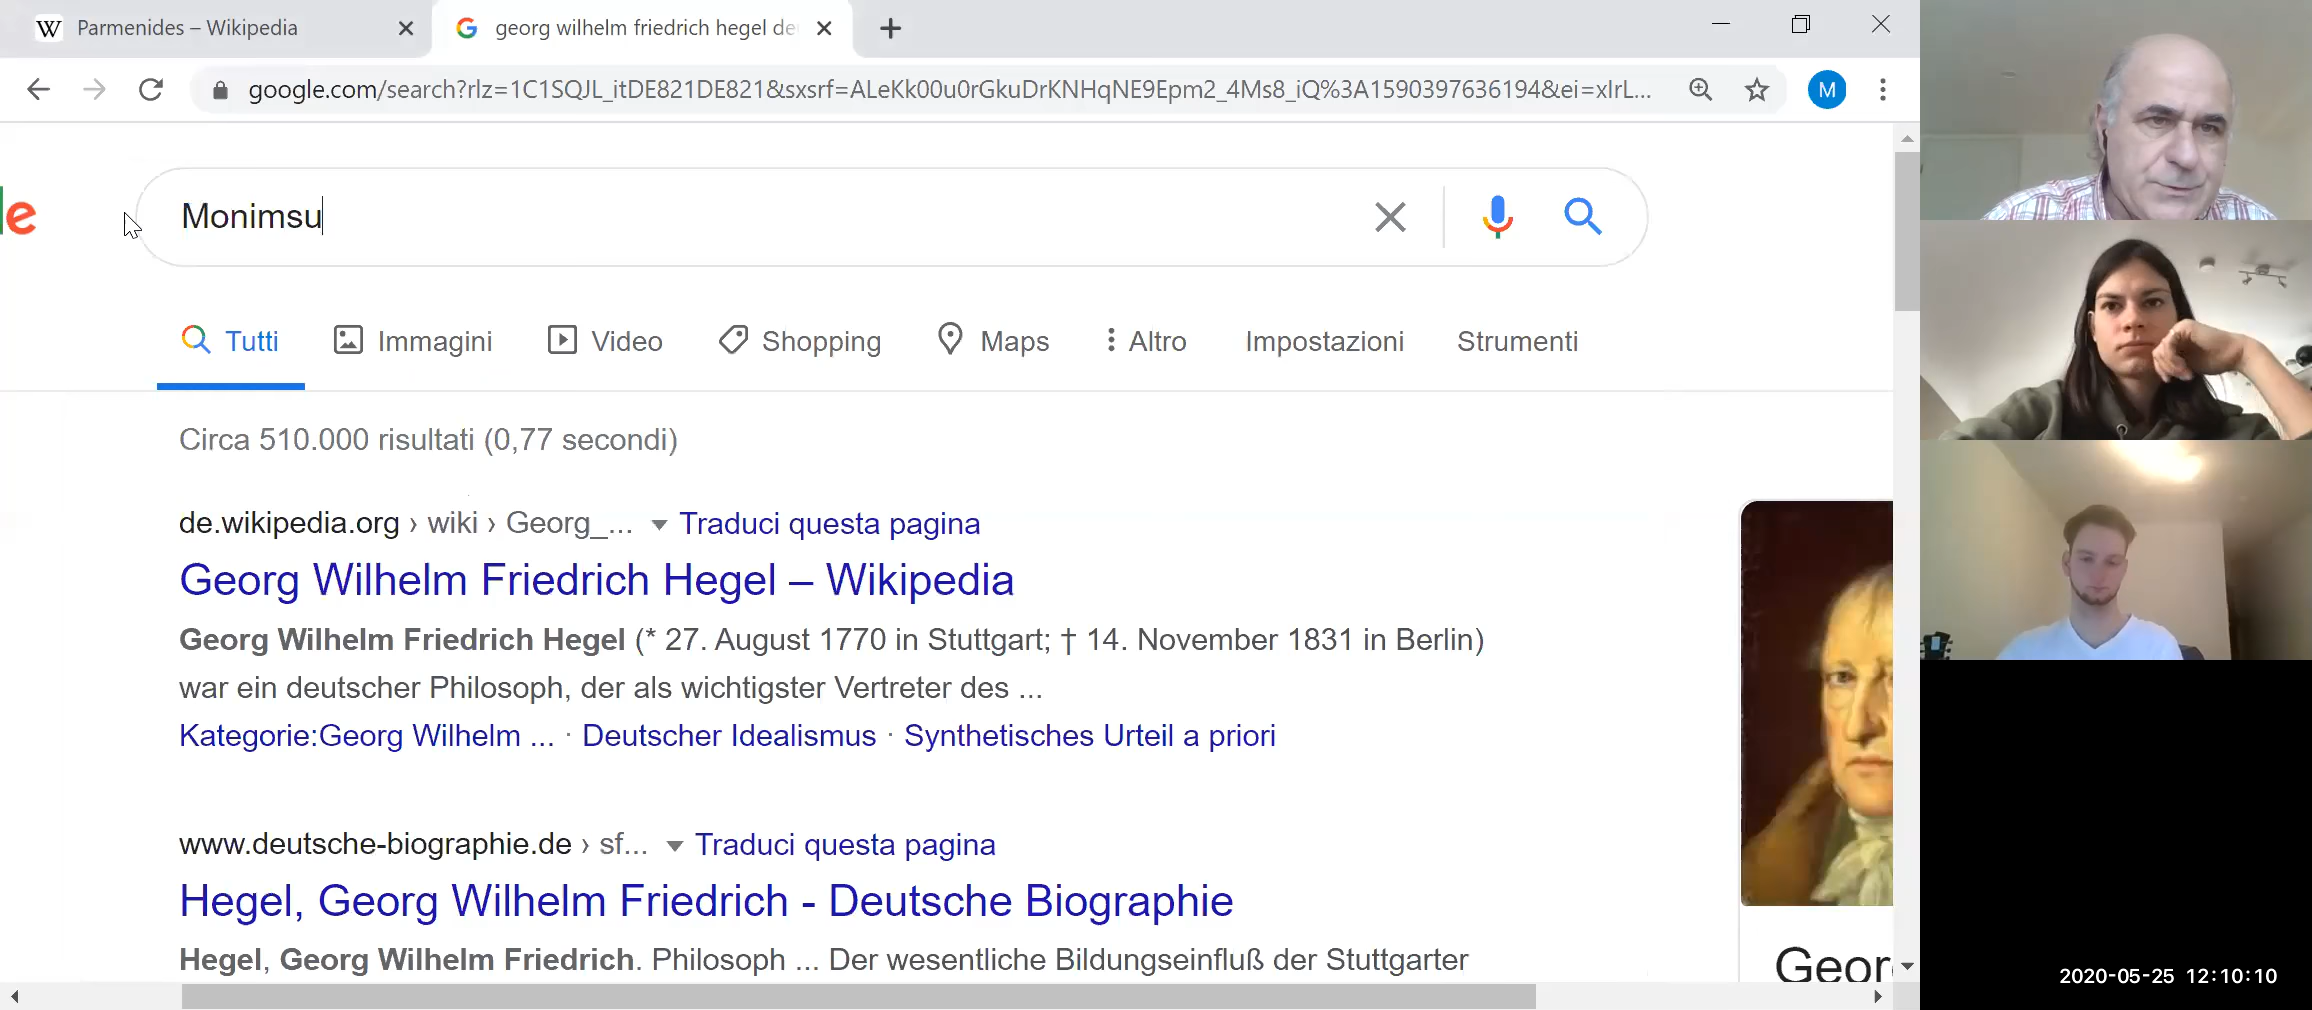 Parmenides – Wikipedia
georg wilhelm friedrich hegel de
google.com/search?rlz=1C1SQJL_itDE821DE821&sxsrf=ALeKk00u0rGkuDrKNHqNE9Epm2_4Ms8_iQ%3A1590397636194&ei=xIrL...
M
e
Monimsu
Tutti Immagini Video Shopping Maps Altro Impostazioni Strumenti
Circa 510.000 risultati (0,77 secondi)
de.wikipedia.org › wiki › Georg_... Traduci questa pagina
Georg Wilhelm Friedrich Hegel – Wikipedia
Georg Wilhelm Friedrich Hegel (* 27. August 1770 in Stuttgart; † 14. November 1831 in Berlin)
war ein deutscher Philosoph, der als wichtigster Vertreter des ...
Kategorie:Georg Wilhelm ... · Deutscher Idealismus · Synthetisches Urteil a priori
www.deutsche-biographie.de › sf... Traduci questa pagina
Hegel, Georg Wilhelm Friedrich - Deutsche Biographie
Hegel, Georg Wilhelm Friedrich. Philosoph ... Der wesentliche Bildungseinfluß der Stuttgarter
Geor
2020-05-25 12:10:10